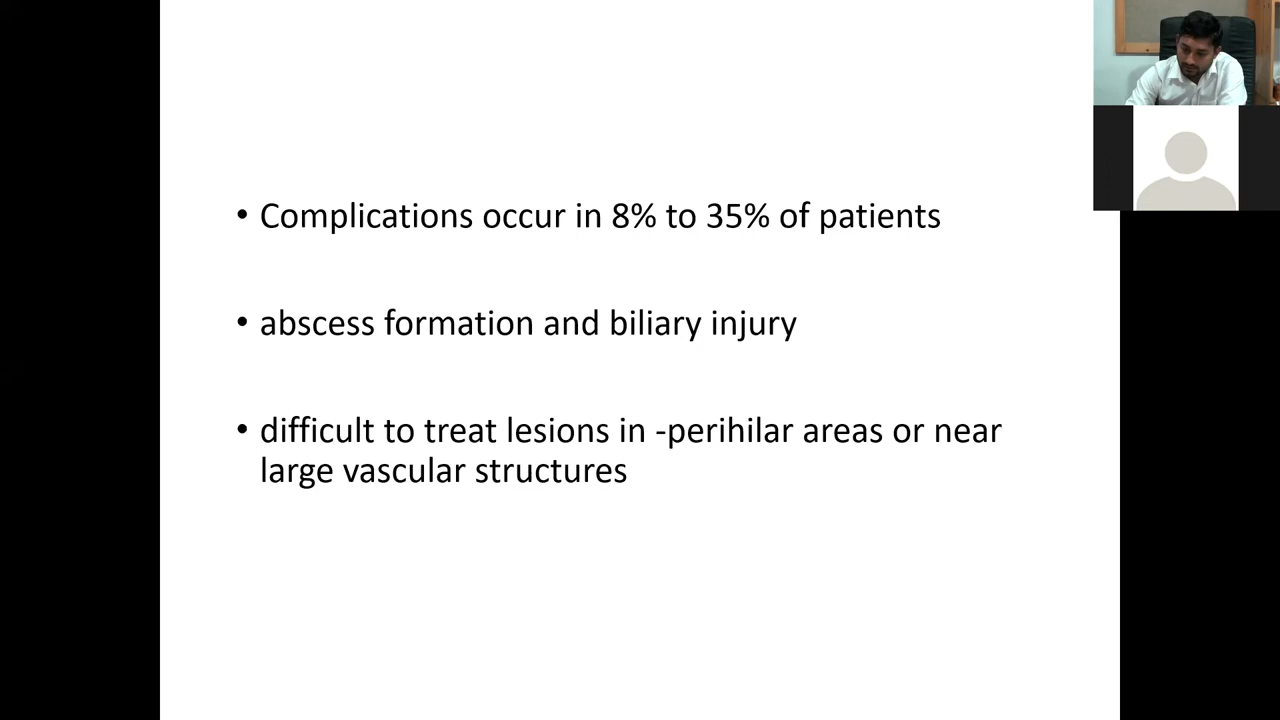 • Complications occur in 8% to 35% of patients
• abscess formation and biliary injury
• difficult to treat lesions in -perihilar areas or near
large vascular structures